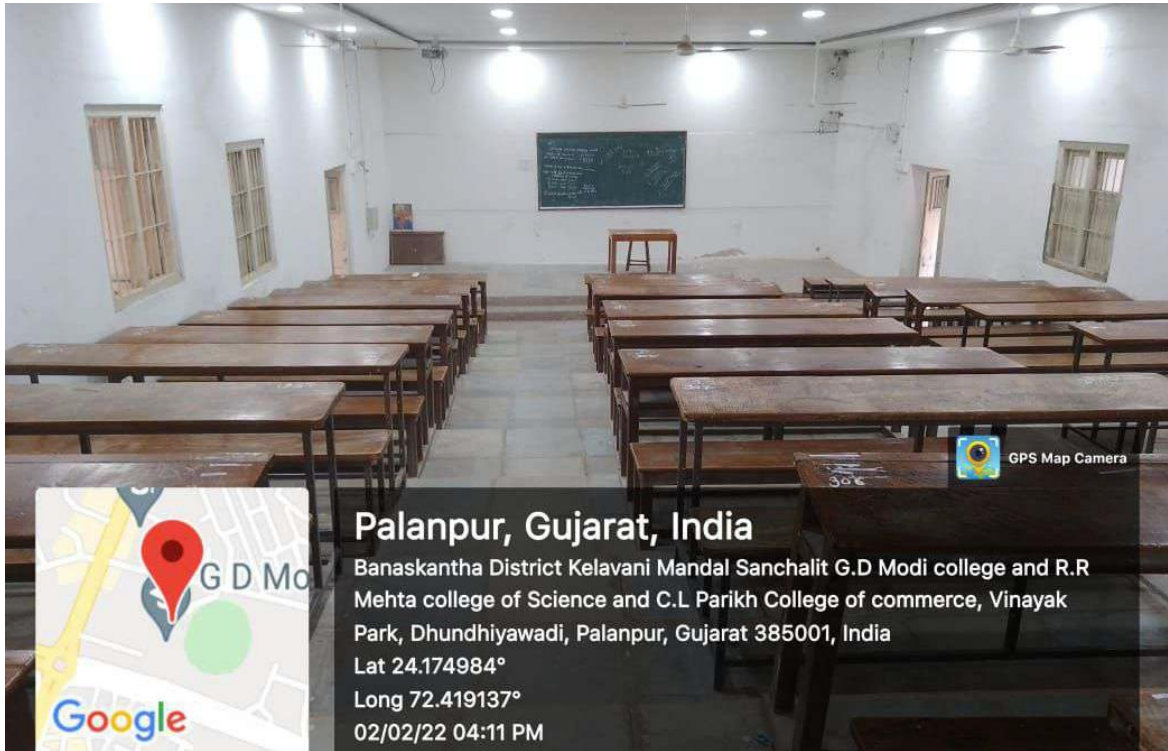 GPS Map Camera
306
Palanpur, Gujarat, India
Banaskantha District Kelavani Mandal Sanchalit G.D Modi college and R.R
Mehta college of Science and C.L Parikh College of commerce, Vinayak
Park, Dhundhiyawadi, Palanpur, Gujarat 385001, India
Lat 24.174984°
Long 72.419137°
02/02/22 04:11 PM
G D Mo
Google